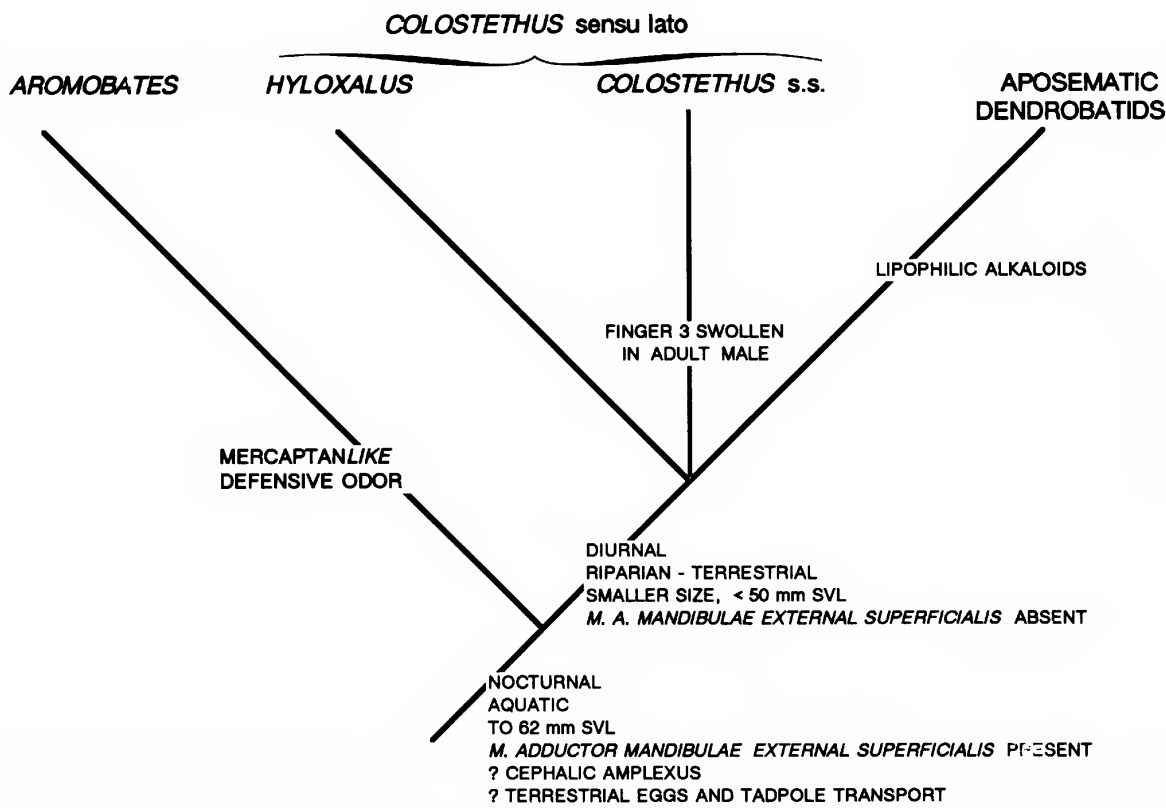 COLOSTETHUS sensu lato
AROMOBATES
HYLOXALUS
COLOSTETHUS s.s.
APOSEMATIC
DENDROBATIDS
LIPOPHILIC ALKALOIDS
FINGER 3 SWOLLEN
IN ADULT MALE
MERCAPTANLIKE
DEFENSIVE ODOR
DIURNAL
RIPARIAN - TERRESTRIAL
SMALLER SIZE, < 50 mm SVL
M. A. MANDIBULAE EXTERNAL SUPERFICIALIS ABSENT
NOCTURNAL
AQUATIC
TO 62 mm SVL
M. ADDUCTOR MANDIBULAE EXTERNAL SUPERFICIALIS PRESENT
? CEPHALIC AMPLEXUS
? TERRESTRIAL EGGS AND TADPOLE TRANSPORT